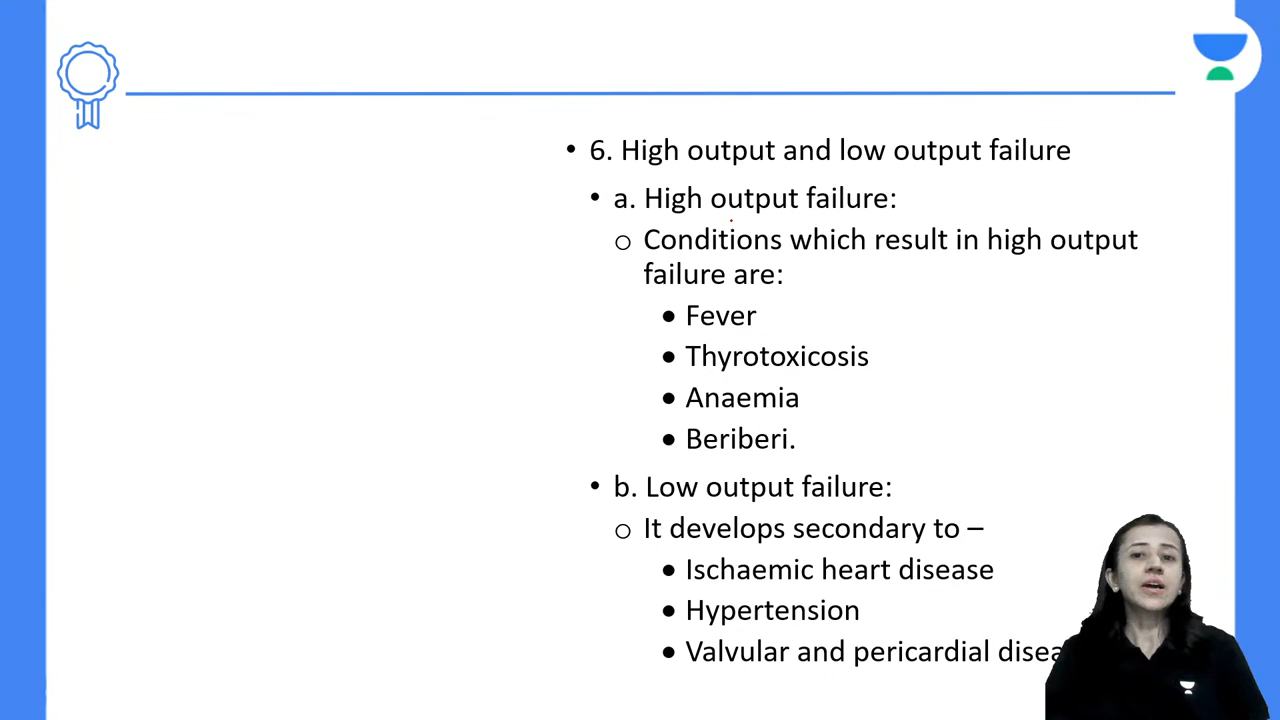 • 6. High output and low output failure
• a. High output failure:
o Conditions which result in high output
failure are:
• Fever
• Thyrotoxicosis
• Anaemia
• Beriberi.
• b. Low output failure:
o It develops secondary to –
• Ischaemic heart disease
• Hypertension
• Valvular and pericardial